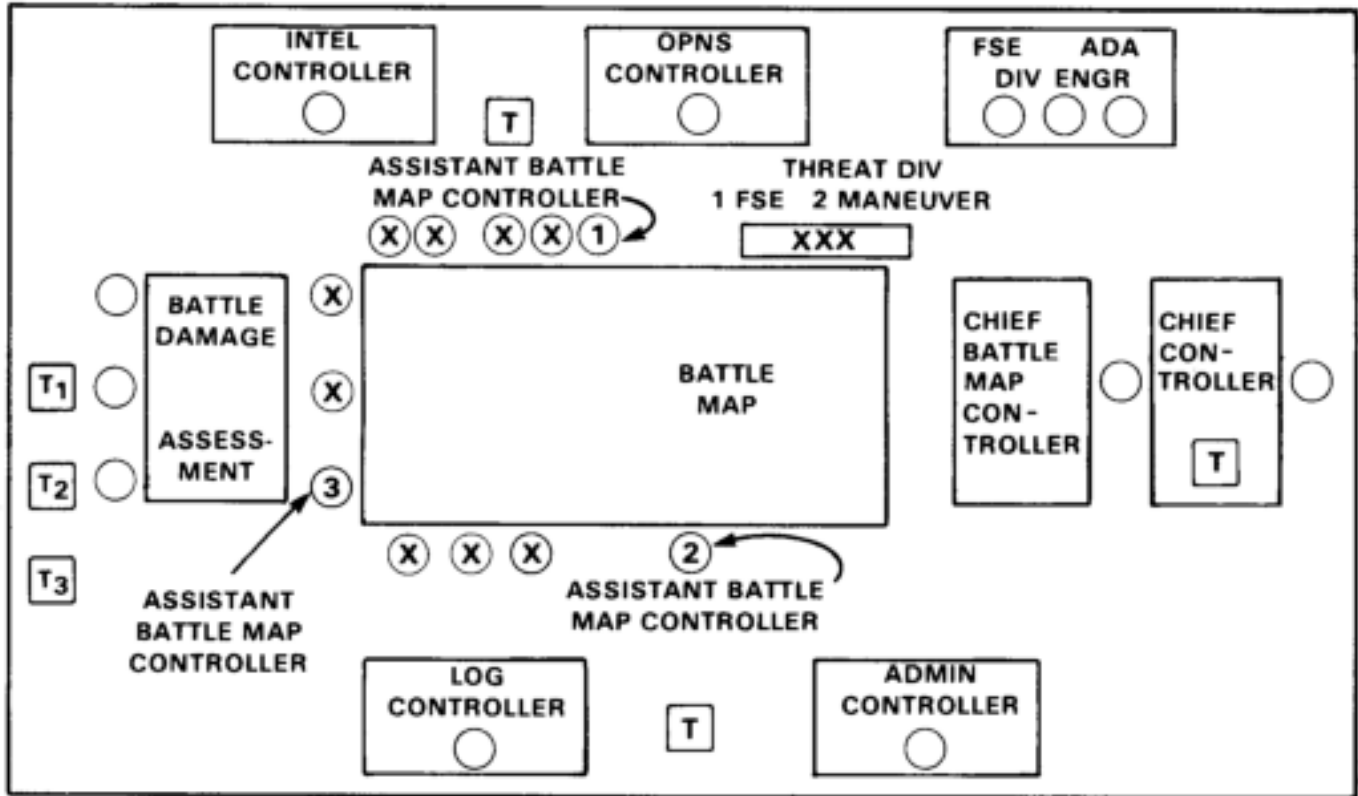 INTEL
CONTROLLER
OPNS
CONTROLLER
FSE ADA
DIV ENGR
T
ASSISTANT BATTLE
MAP CONTROLLER
THREAT DIV
1 FSE 2 MANEUVER
X X X X 1
XXX
BATTLE
DAMAGE
ASSESS-
MENT
X
X
3
T1
T2
T3
BATTLE
MAP
CHIEF
BATTLE
MAP
CON-
TROLLER
CHIEF
CON-
TROLLER
T
X X X 2
ASSISTANT
BATTLE MAP
CONTROLLER
ASSISTANT BATTLE
MAP CONTROLLER
LOG
CONTROLLER
T
ADMIN
CONTROLLER